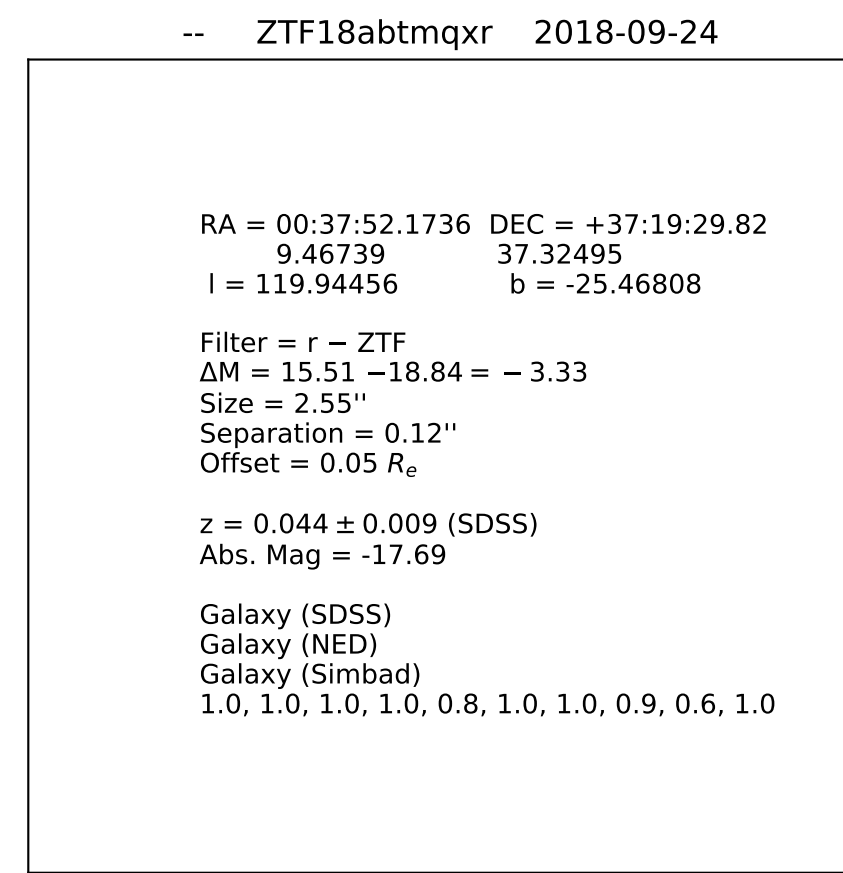 -- ZTF18abtmqxr 2018-09-24
RA = 00:37:52.1736 DEC = +37:19:29.82
9.46739 37.32495
l = 119.94456 b = -25.46808
Filter = r − ZTF
ΔM = 15.51 −18.84 = − 3.33
Size = 2.55''
Separation = 0.12''
Offset = 0.05 Rₑ
z = 0.044 ± 0.009 (SDSS)
Abs. Mag = -17.69
Galaxy (SDSS)
Galaxy (NED)
Galaxy (Simbad)
1.0, 1.0, 1.0, 1.0, 0.8, 1.0, 1.0, 0.9, 0.6, 1.0